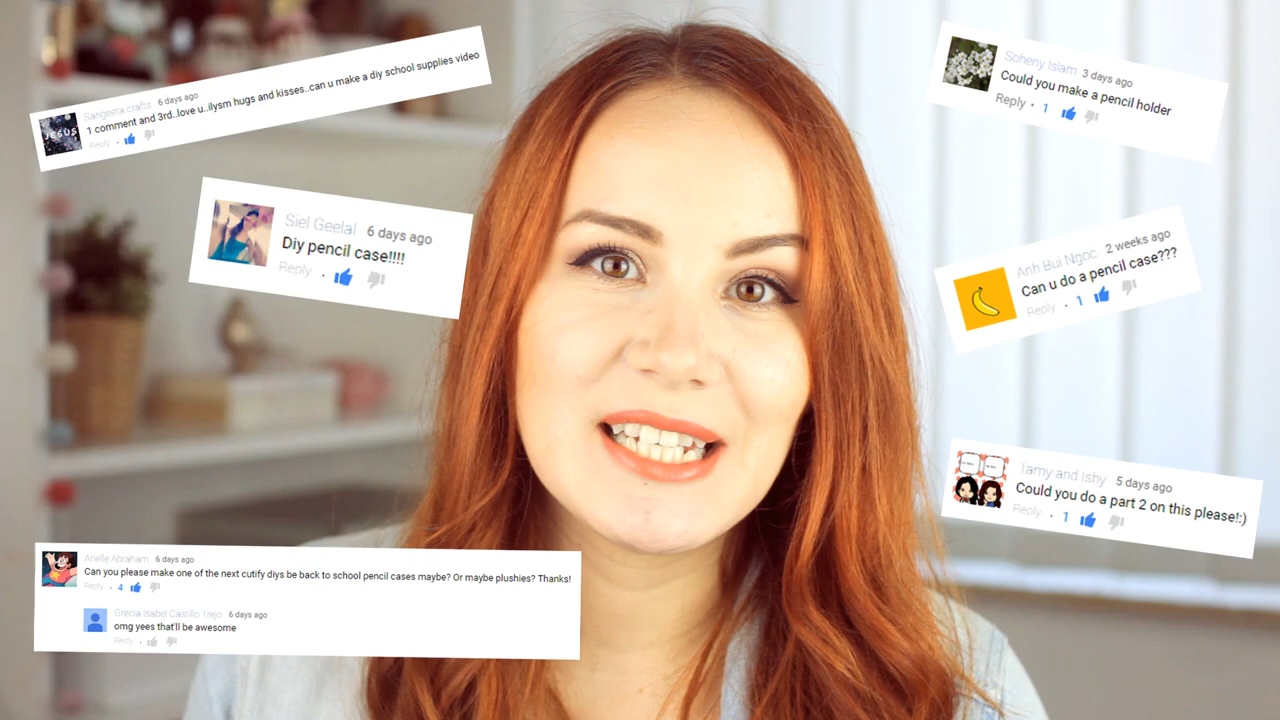 Sangeeta crafts 6 days ago
1 comment and 3rd..love u..ilysm hugs and kisses..can u make a diy school supplies video
Reply
JESUS
Siel Geelal 6 days ago
Diy pencil case!!!!
Reply
Soheny Islam 3 days ago
Could you make a pencil holder
Reply 1
Anh Bui Ngoc 2 weeks ago
Can u do a pencil case???
Reply 1
Tamy and Ishy 5 days ago
Could you do a part 2 on this please!:)
Reply 1
Arielle Abraham 6 days ago
Can you please make one of the next cutify diys be back to school pencil cases maybe? Or maybe plushies? Thanks!
Reply 4
Grecia Isabel Castillo Trejo 6 days ago
omg yees that'll be awesome
Reply